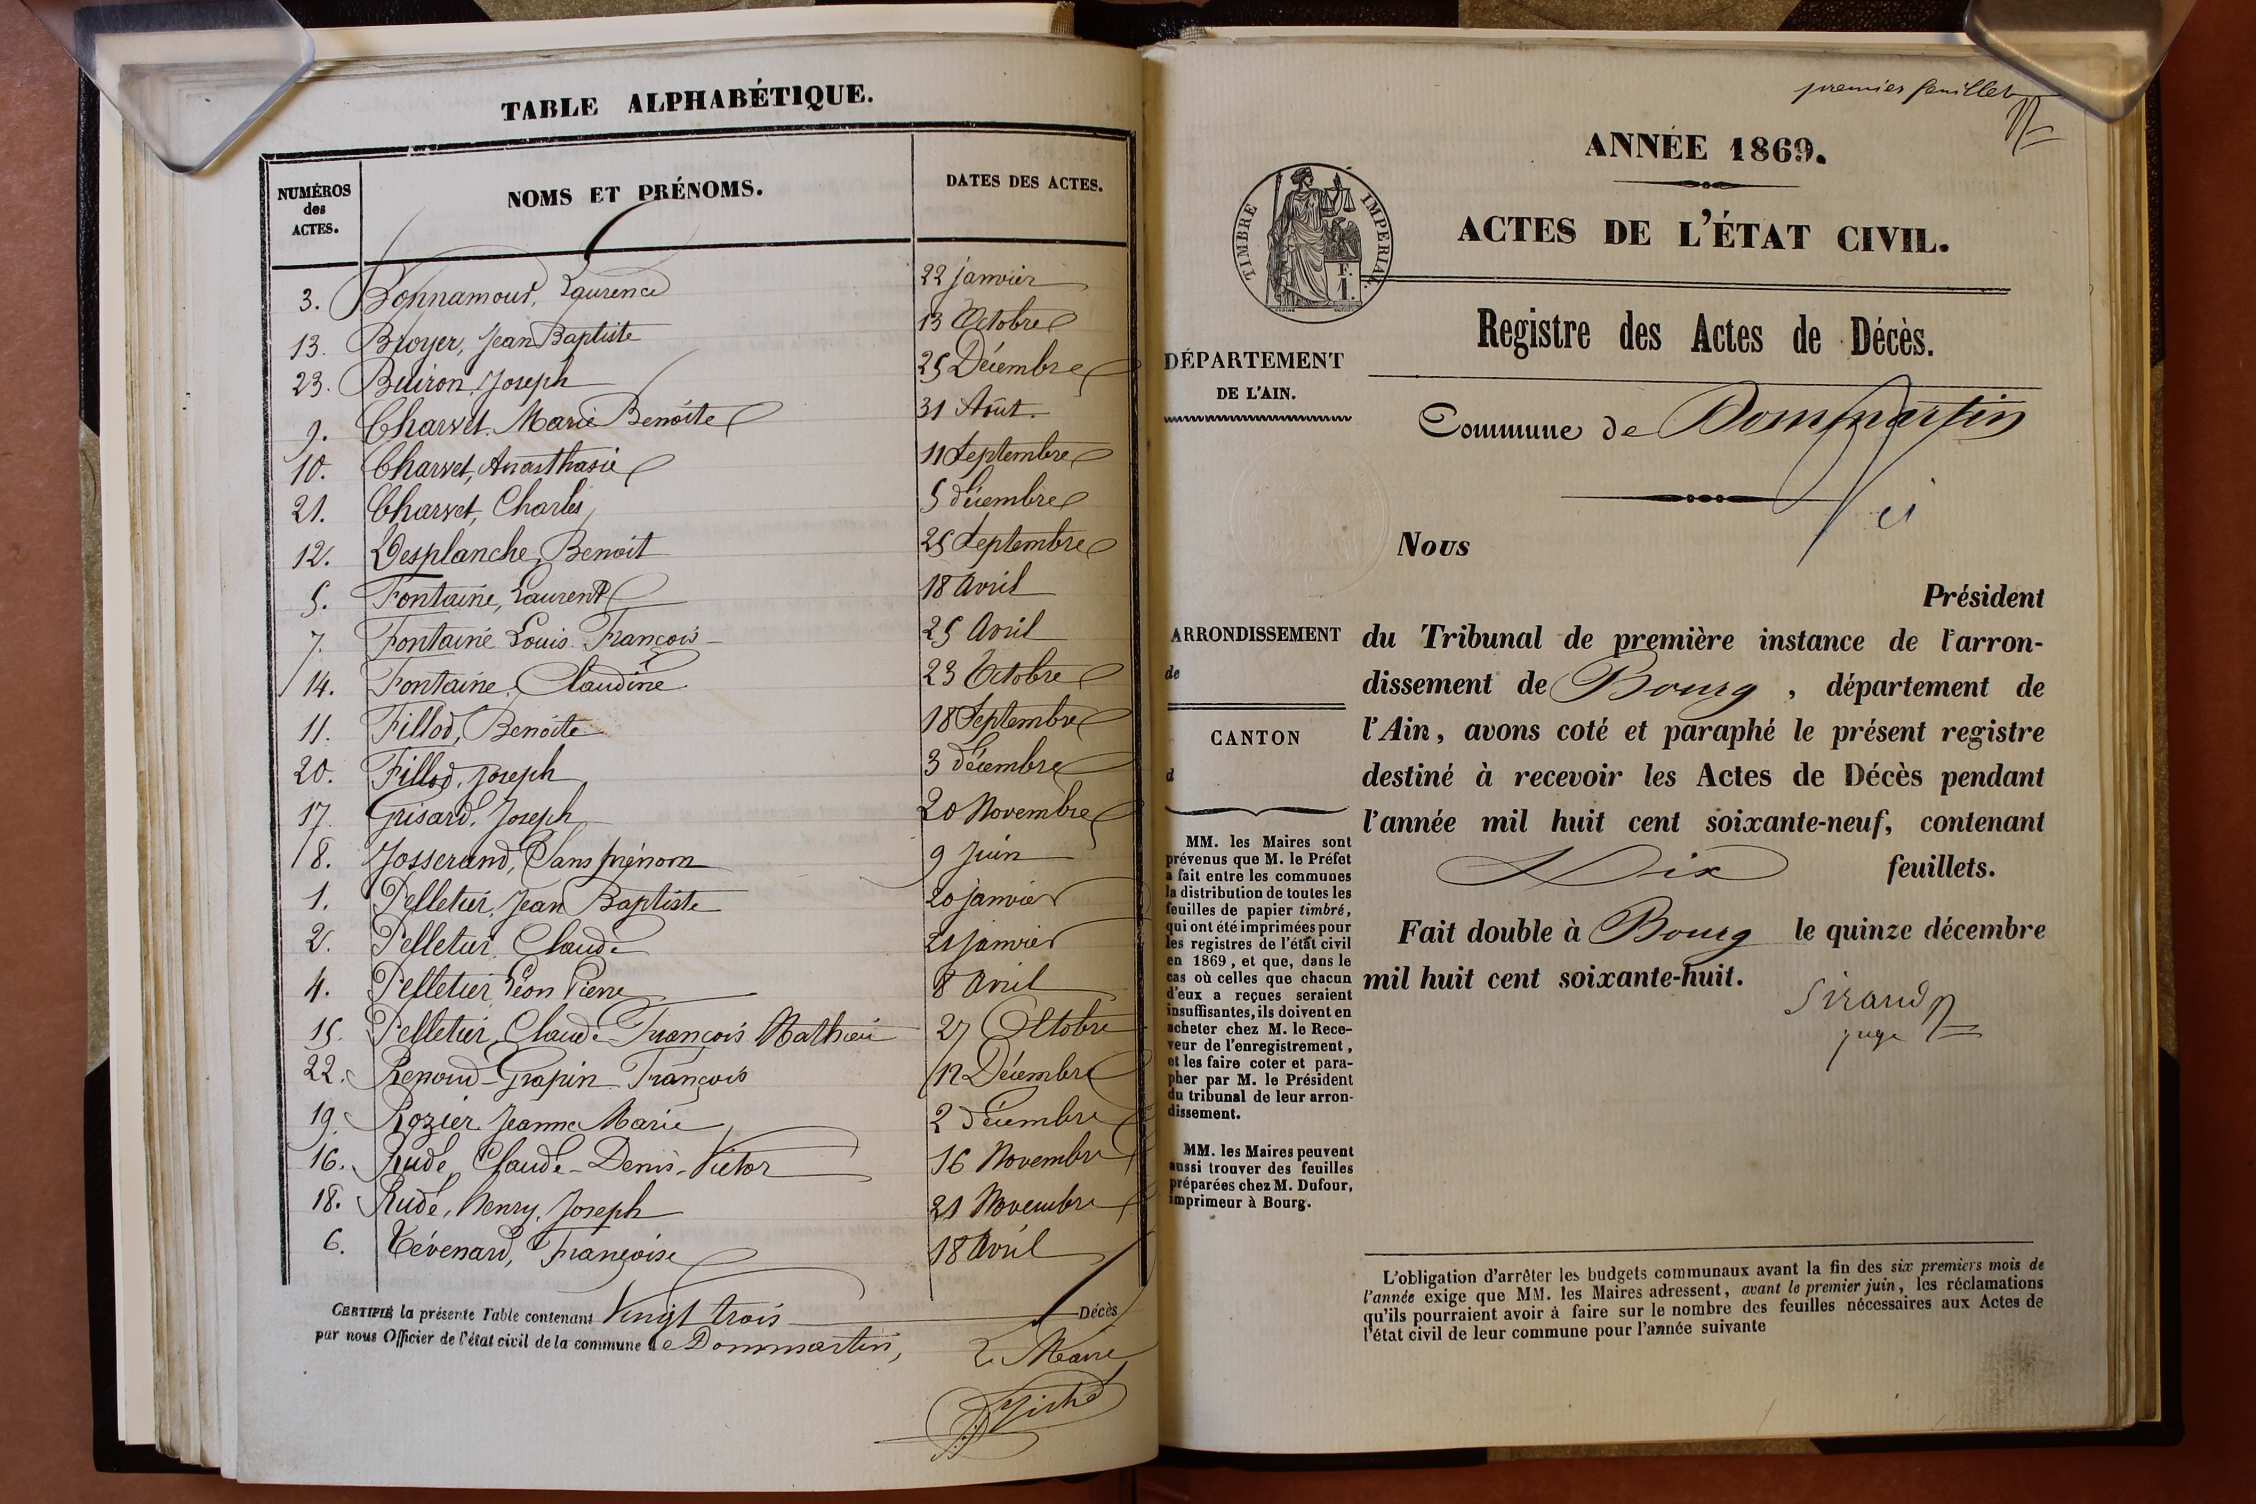 TABLE ALPHABÉTIQUE.
NUMÉROS des ACTES.
NOMS ET PRÉNOMS.
DATES DES ACTES.
3. Bonnamour, Laurence 22 janvier
13. Broyer, Jean Baptiste 13 Octobre
23. Buiron, Joseph 25 Décembre
9. Charvet Marie Benoite 31 Août
10. Charvet, Anasthasie 11 Septembre
21. Charvet, Charles 5 décembre
12. Desplanche, Benoit 25 Septembre
5. Fontaine, Laurent 18 avril
7. Fontaine Louis François 25 Avril
14. Fontaine, Claudine 23 Octobre
11. Fillod, Benoite 18 Septembre
20. Fillod, Joseph 3 décembre
17. Grisard, Joseph 20 Novembre
8. Josserand, Sans prénom 9 Juin
1. Pelletier, Jean Baptiste 20 janvier
2. Pelletier, Claude 21 janvier
4. Pelletier Léon Pierre 8 Avril
15. Pelletier, Claude François Mathieu 27 Octobre
22. Renoud-Grapin François 12 Décembre
19. Rozier Jeanne Marie 2 décembre
16. Rude Claude-Denis-Victor 16 Novembre
18. Rude, Henry, Joseph 21 Novembre
6. Tévenard, Françoise 18 Avril
CERTIFIÉ la présente Table contenant Vingt trois Décès
par nous Officier de l'état civil de la commune de Dommartin,
Le Maire
premier feuillet
ANNÉE 1869.
ACTES DE L'ÉTAT CIVIL.
TIMBRE IMPÉRIAL.
F. 1.
Registre des Actes de Décès.
DÉPARTEMENT
DE L'AIN.
Commune de Dommartin
Nous
Président
ARRONDISSEMENT
de
CANTON
d
du Tribunal de première instance de l'arron-
dissement de Bourg, département de
l'Ain, avons coté et paraphé le présent registre
destiné à recevoir les Actes de Décès pendant
l'année mil huit cent soixante-neuf, contenant
Dix feuillets.
Fait double à Bourg le quinze décembre
mil huit cent soixante-huit.
Sirand
juge
MM. les Maires sont
prévenus que M. le Préfet
a fait entre les communes
la distribution de toutes les
feuilles de papier timbré,
qui ont été imprimées pour
les registres de l'état civil
en 1869, et que, dans le
cas où celles que chacun
d'eux a reçues seraient
insuffisantes, ils doivent en
acheter chez M. le Rece-
veur de l'enregistrement,
et les faire coter et para-
pher par M. le Président
du tribunal de leur arron-
dissement.
MM. les Maires peuvent
aussi trouver des feuilles
préparées chez M. Dufour,
imprimeur à Bourg.
L'obligation d'arrêter les budgets communaux avant la fin des six premiers mois de
l'année exige que MM. les Maires adressent, avant le premier juin, les réclamations
qu'ils pourraient avoir à faire sur le nombre des feuilles nécessaires aux Actes de
l'état civil de leur commune pour l'année suivante